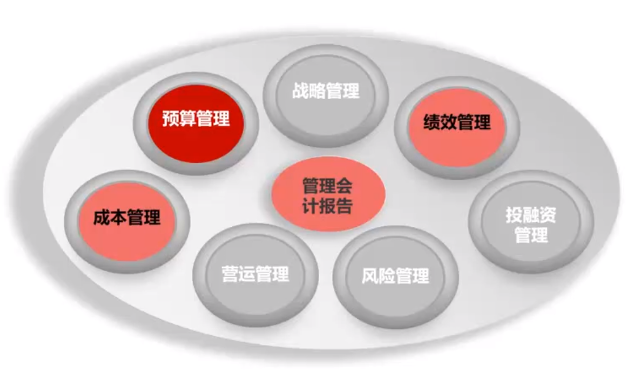 战略管理
预算管理
绩效管理
管理会
计报告
成本管理
投融资
管理
营运管理
风险管理